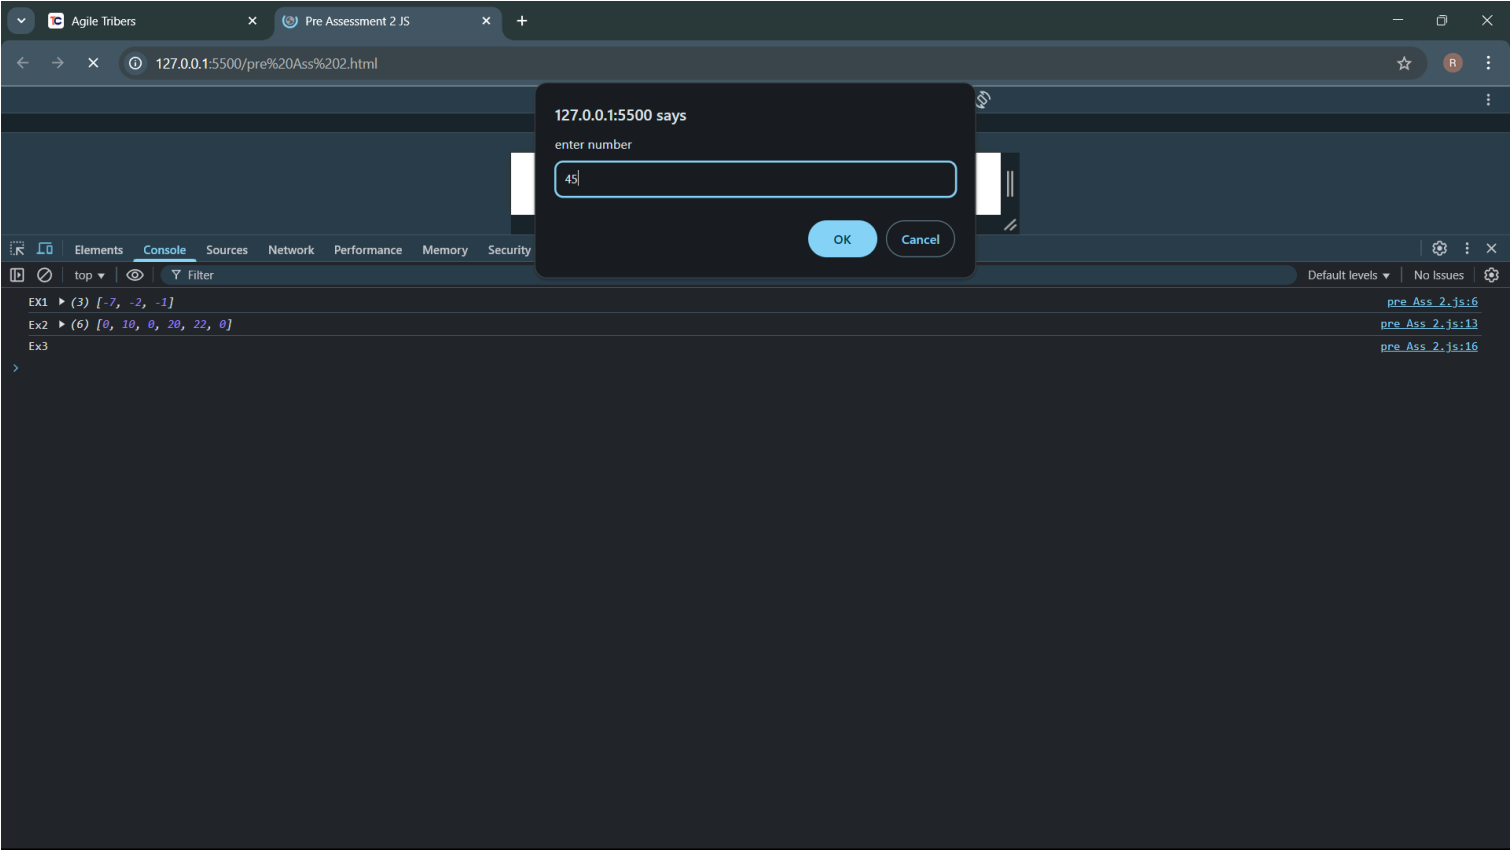 Agile Tribers
Pre Assessment 2 JS
127.0.0.1:5500/pre%20Ass%202.html
R
127.0.0.1:5500 says
enter number
45
OK Cancel
Elements Console Sources Network Performance Memory Security
top Filter Default levels No Issues
EX1 (3) [-7, -2, -1] pre Ass 2.js:6
Ex2 (6) [0, 10, 0, 20, 22, 0] pre Ass 2.js:13
Ex3 pre Ass 2.js:16